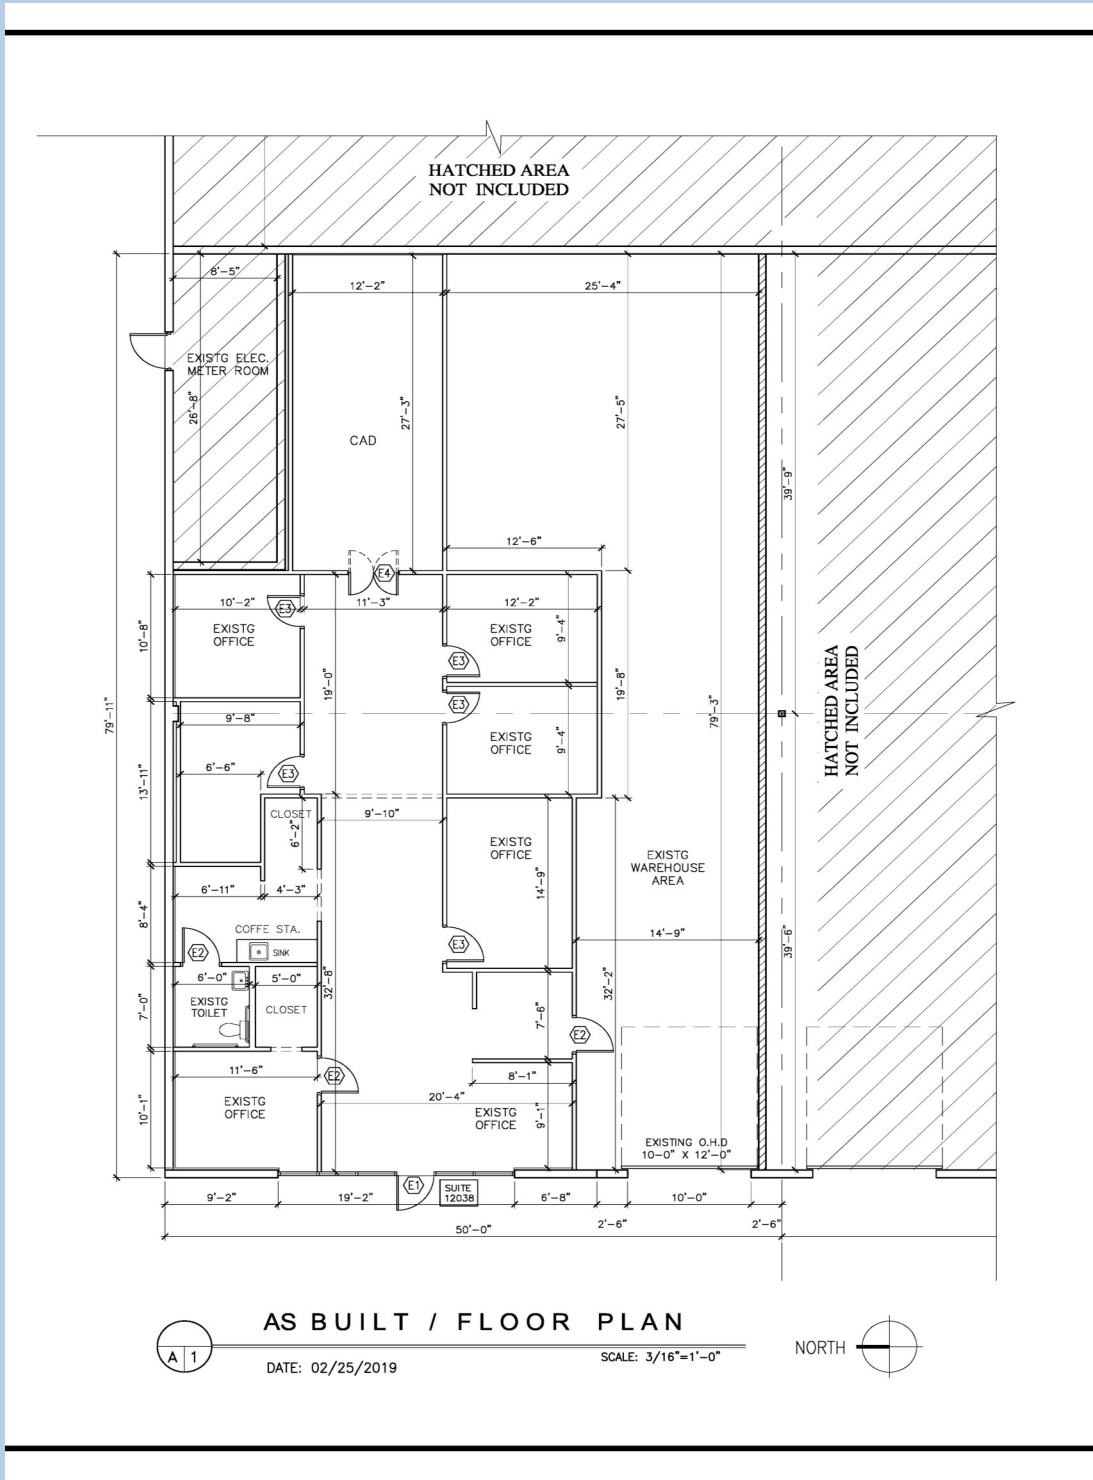 HATCHED AREA
NOT INCLUDED
8'-5"
12'-2"
25'-4"
EXISTG ELEC.
METER ROOM
26'-8"
27'-3"
27'-5"
CAD
39'-9"
79'-11"
12'-6"
E4
10'-2"
E3
11'-3"
12'-2"
EXISTG
OFFICE
10'-8"
EXISTG
OFFICE
9'-4"
E3
19'-0"
19'-8"
79'-3"
HATCHED AREA
NOT INCLUDED
E3
9'-8"
EXISTG
OFFICE
9'-4"
6'-6"
E3
13'-11"
CLOSET
6'-2"
9'-10"
EXISTG
OFFICE
14'-9"
EXISTG
WAREHOUSE
AREA
6'-11"
4'-3"
8'-4"
COFFE STA.
SINK
E2
E3
14'-9"
39'-6"
6'-0"
5'-0"
32'-8"
32'-2"
EXISTG
TOILET
CLOSET
7'-0"
7'-6"
E2
11'-6"
E2
8'-1"
20'-4"
EXISTG
OFFICE
10'-1"
EXISTG
OFFICE
9'-1"
EXISTING O.H.D
10-0" X 12'-0"
E1
SUITE
12038
9'-2"
19'-2"
6'-8"
10'-0"
2'-6"
2'-6"
50'-0"
AS BUILT / FLOOR PLAN
A 1
DATE: 02/25/2019
SCALE: 3/16"=1'-0"
NORTH